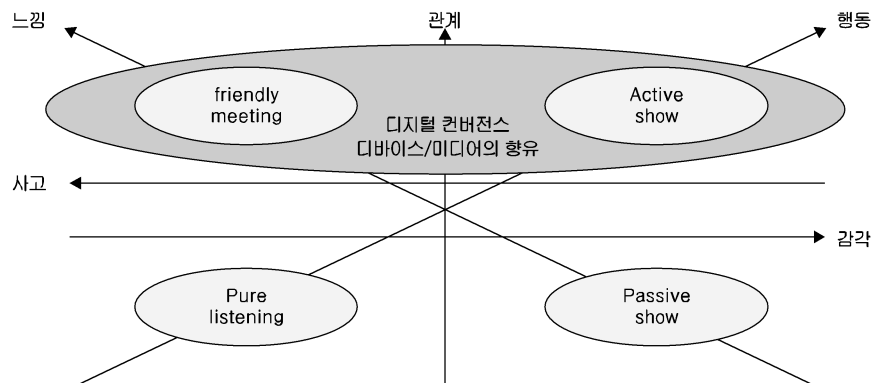 느낌
관계
행동
friendly
meeting
Active
show
디지털 컨버전스
디바이스/미디어의 향유
사고
감각
Pure
listening
Passive
show